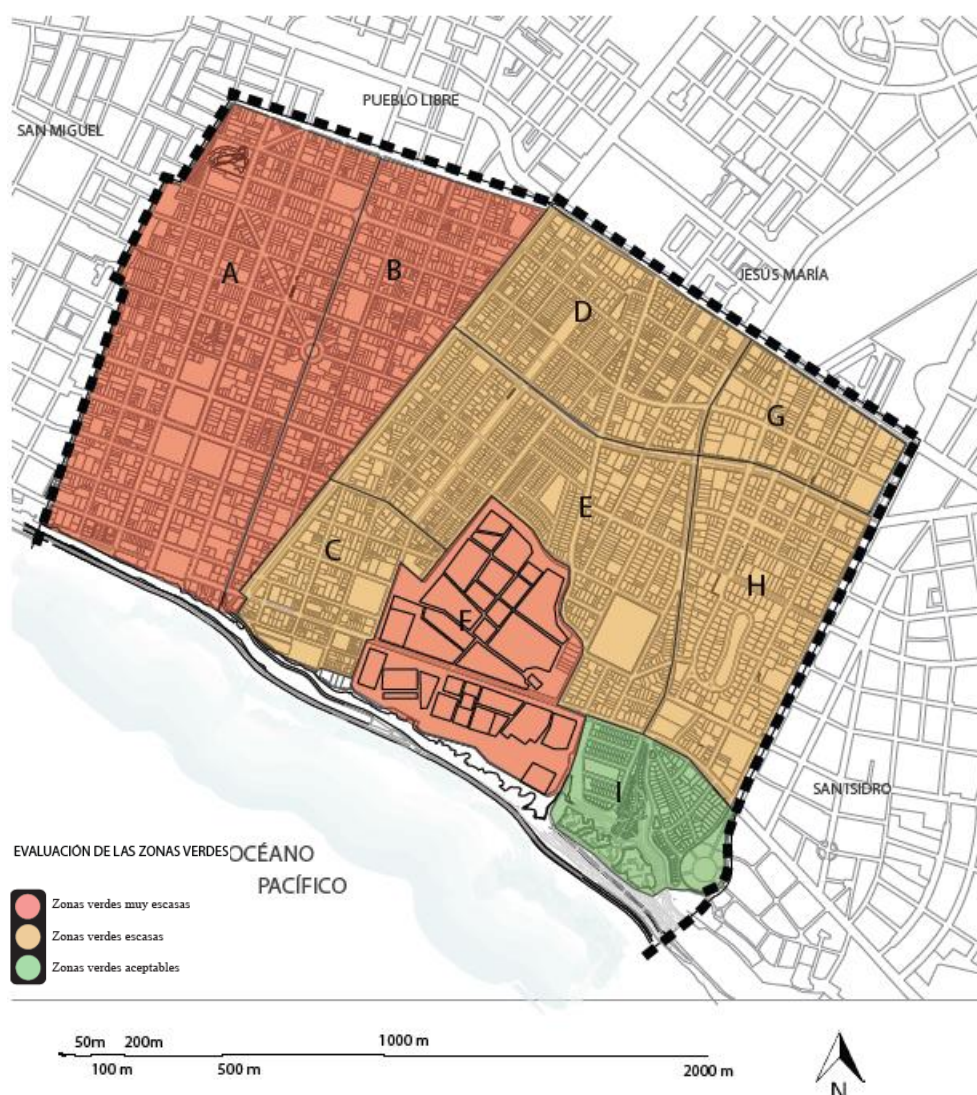 PUEBLO LIBRE
SAN MIGUEL
JESÚS MARÍA
A
B
D
G
E
C
H
F
I
SAN ISIDRO
EVALUACIÓN DE LAS ZONAS VERDES
OCÉANO
PACÍFICO
Zonas verdes muy escasas
Zonas verdes escasas
Zonas verdes aceptables
50m 200m 1000 m
100 m 500 m 2000 m
N